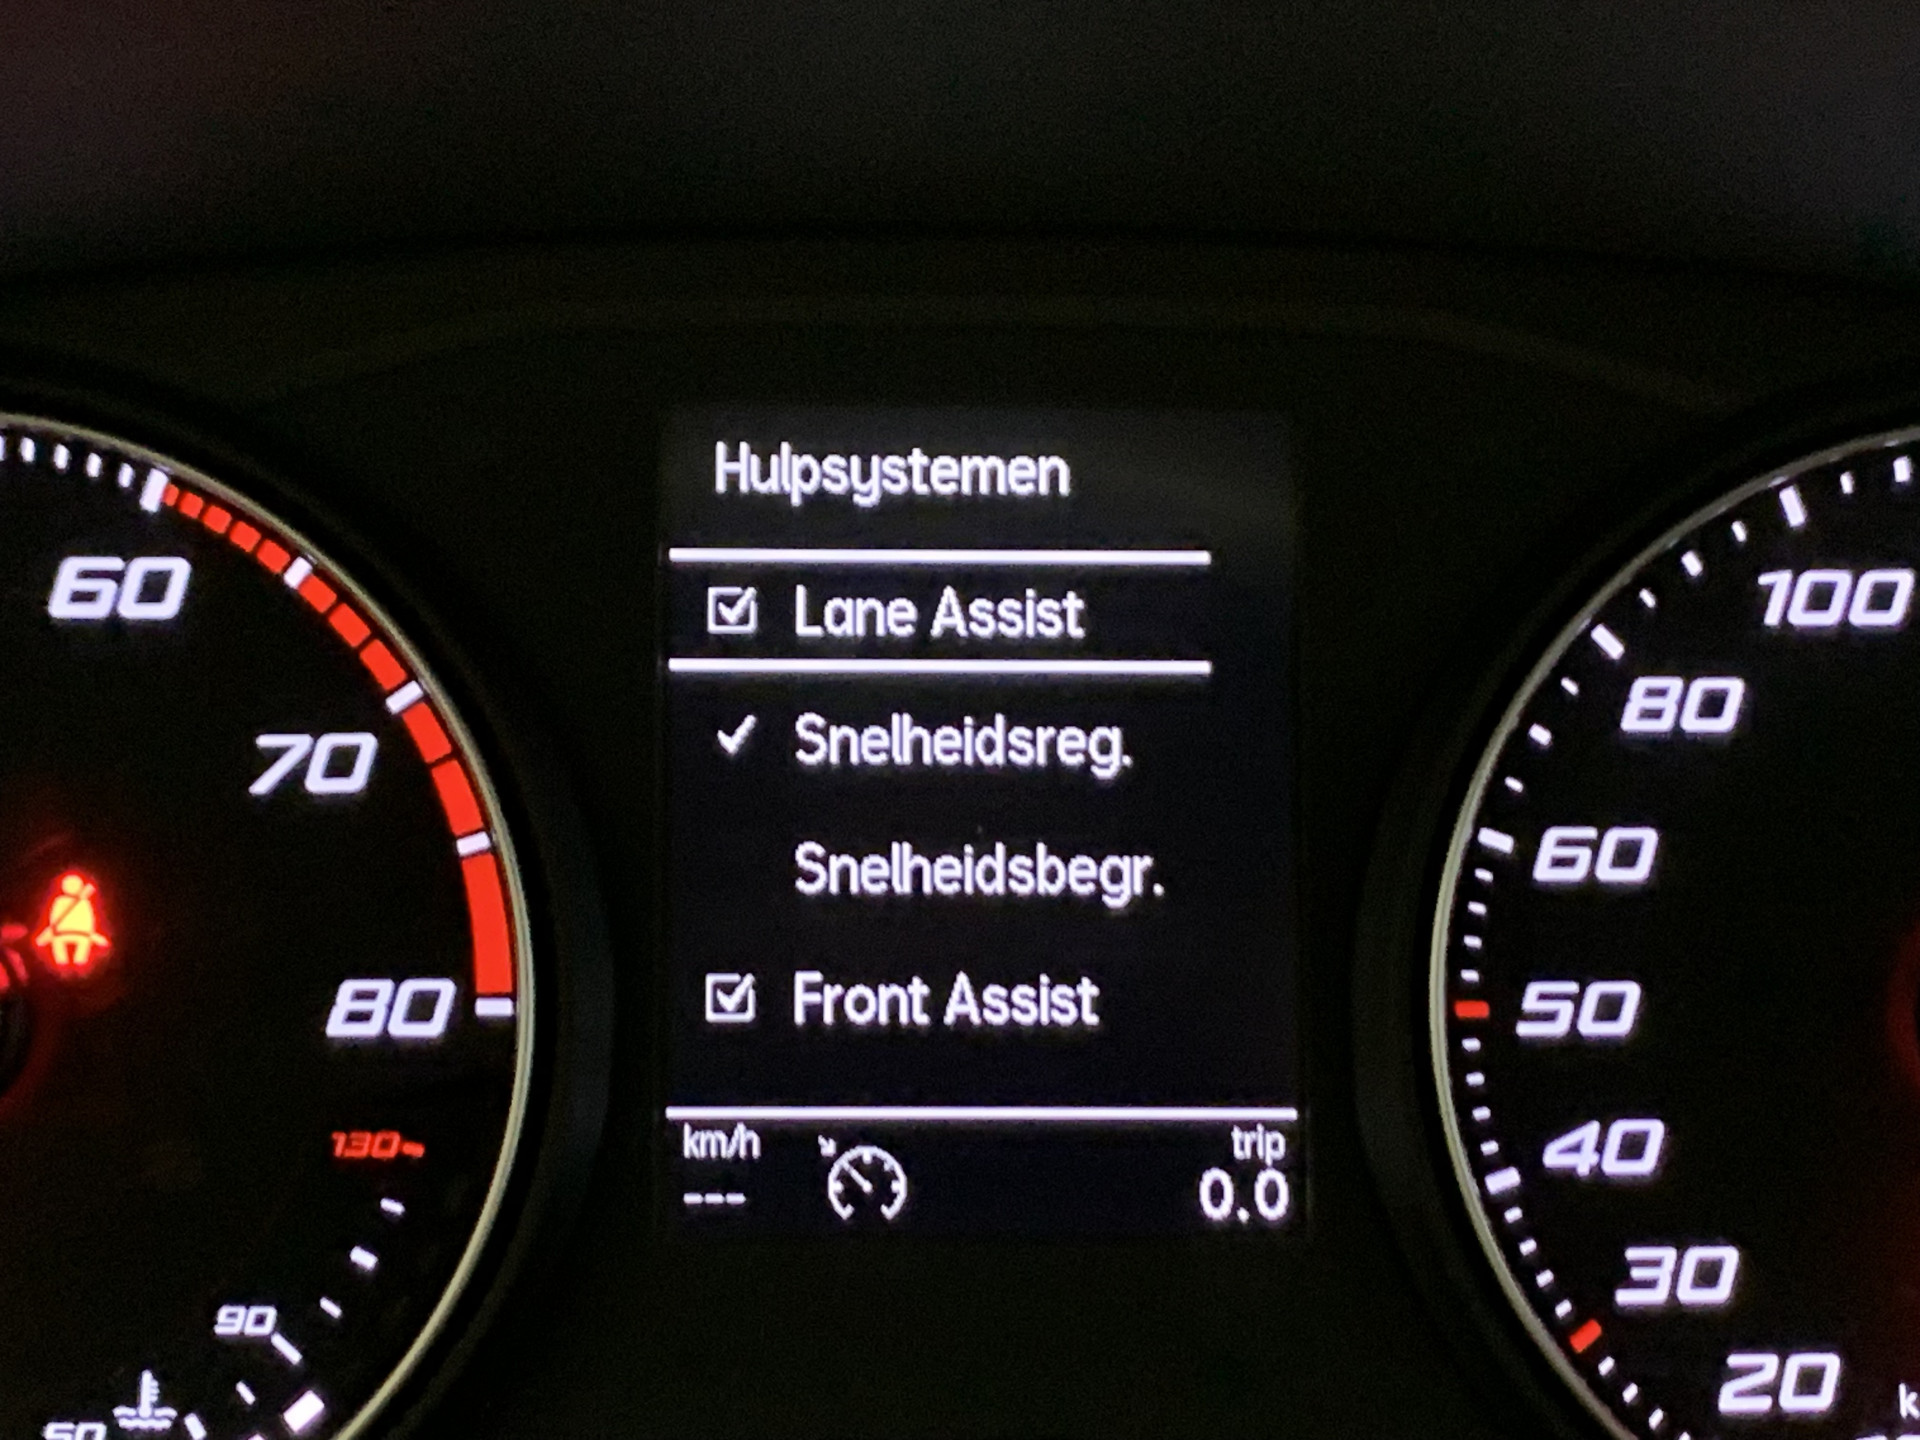 Hulpsystemen
Lane Assist
Snelheidsreg.
Snelheidsbegr.
Front Assist
km/h
trip
---
0.0
60
70
80
130
90
50
100
80
60
50
40
30
20